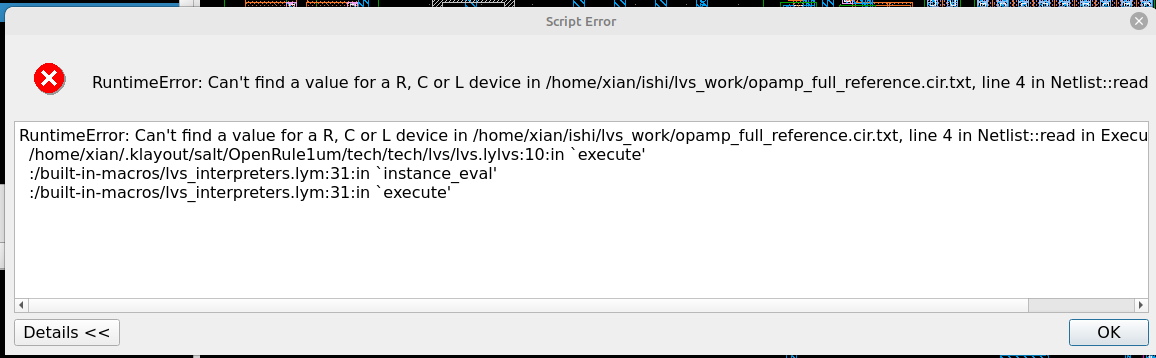 Script Error
RuntimeError: Can't find a value for a R, C or L device in /home/xian/ishi/lvs_work/opamp_full_reference.cir.txt, line 4 in Netlist::read
RuntimeError: Can't find a value for a R, C or L device in /home/xian/ishi/lvs_work/opamp_full_reference.cir.txt, line 4 in Netlist::read in Execu
/home/xian/.klayout/salt/OpenRule1um/tech/tech/lvs/lvs.lylvs:10:in `execute'
:/built-in-macros/lvs_interpreters.lym:31:in `instance_eval'
:/built-in-macros/lvs_interpreters.lym:31:in `execute'
Details <<
OK